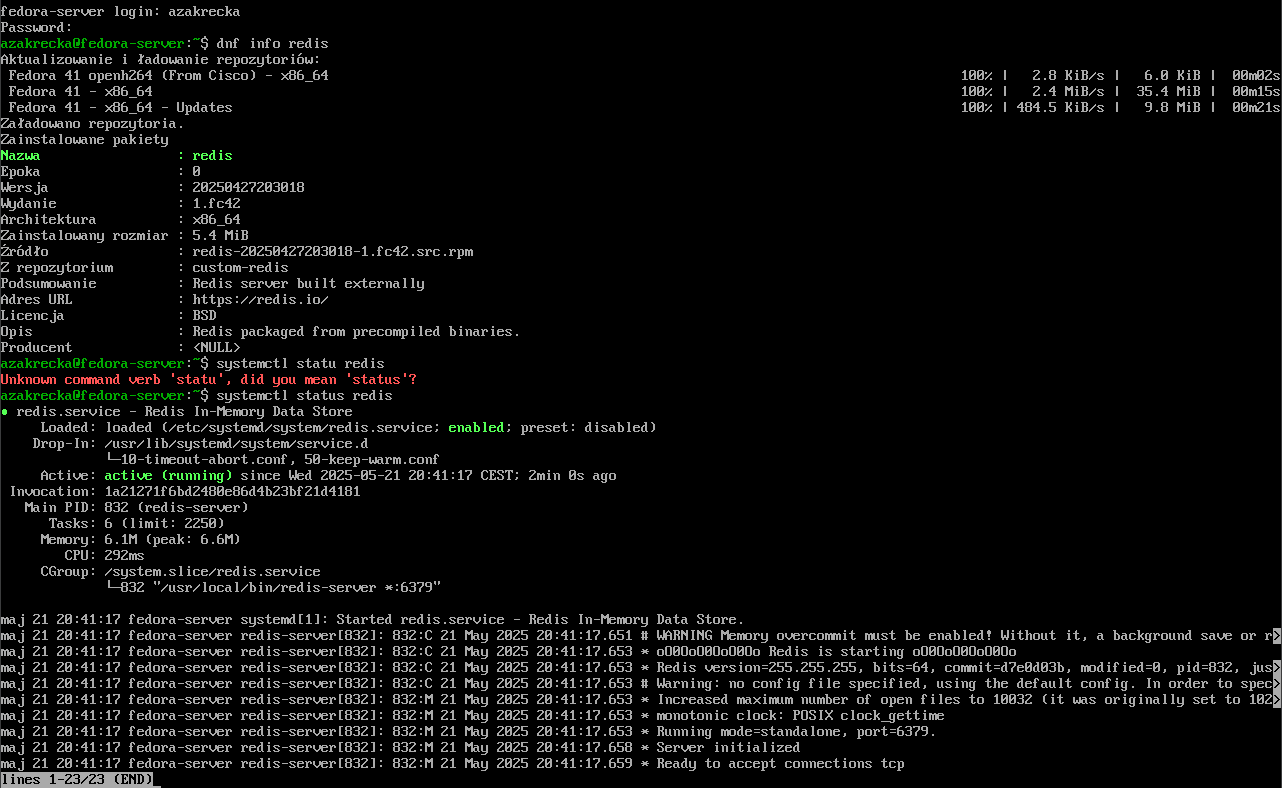 fedora-server login: azakrecka
Password:
azakrecka@fedora-server:~$ dnf info redis
Aktualizowanie i ładowanie repozytoriów:
 Fedora 41 openh264 (From Cisco) - x86_64                                                                               100% |   2.8 KiB/s |   6.0 KiB |  00m02s
 Fedora 41 - x86_64                                                                                                     100% |   2.4 MiB/s |  35.4 MiB |  00m15s
 Fedora 41 - x86_64 - Updates                                                                                           100% | 484.5 KiB/s |   9.8 MiB |  00m21s
Załadowano repozytoria.
Zainstalowane pakiety
Nazwa                 : redis
Epoka                 : 0
Wersja                : 20250427203018
Wydanie               : 1.fc42
Architektura          : x86_64
Zainstalowany rozmiar : 5.4 MiB
Źródło                : redis-20250427203018-1.fc42.src.rpm
Z repozytorium        : custom-redis
Podsumowanie          : Redis server built externally
Adres URL             : https://redis.io/
Licencja              : BSD
Opis                  : Redis packaged from precompiled binaries.
Producent             : <NULL>
azakrecka@fedora-server:~$ systemctl statu redis
Unknown command verb 'statu', did you mean 'status'?
azakrecka@fedora-server:~$ systemctl status redis
● redis.service - Redis In-Memory Data Store
     Loaded: loaded (/etc/systemd/system/redis.service; enabled; preset: disabled)
    Drop-In: /usr/lib/systemd/system/service.d
             └─10-timeout-abort.conf, 50-keep-warm.conf
     Active: active (running) since Wed 2025-05-21 20:41:17 CEST; 2min 0s ago
 Invocation: 1a21271f6bd2480e86d4b23bf21d4181
   Main PID: 832 (redis-server)
      Tasks: 6 (limit: 2250)
     Memory: 6.1M (peak: 6.6M)
        CPU: 292ms
     CGroup: /system.slice/redis.service
             └─832 "/usr/local/bin/redis-server *:6379"

maj 21 20:41:17 fedora-server systemd[1]: Started redis.service - Redis In-Memory Data Store.
maj 21 20:41:17 fedora-server redis-server[832]: 832:C 21 May 2025 20:41:17.651 # WARNING Memory overcommit must be enabled! Without it, a background save or r>
maj 21 20:41:17 fedora-server redis-server[832]: 832:C 21 May 2025 20:41:17.653 * oO0OoO0OoO0Oo Redis is starting oO0OoO0OoO0Oo
maj 21 20:41:17 fedora-server redis-server[832]: 832:C 21 May 2025 20:41:17.653 * Redis version=255.255.255, bits=64, commit=d7e0d03b, modified=0, pid=832, jus>
maj 21 20:41:17 fedora-server redis-server[832]: 832:C 21 May 2025 20:41:17.653 # Warning: no config file specified, using the default config. In order to spec>
maj 21 20:41:17 fedora-server redis-server[832]: 832:M 21 May 2025 20:41:17.653 * Increased maximum number of open files to 10032 (it was originally set to 102>
maj 21 20:41:17 fedora-server redis-server[832]: 832:M 21 May 2025 20:41:17.653 * monotonic clock: POSIX clock_gettime
maj 21 20:41:17 fedora-server redis-server[832]: 832:M 21 May 2025 20:41:17.653 * Running mode=standalone, port=6379.
maj 21 20:41:17 fedora-server redis-server[832]: 832:M 21 May 2025 20:41:17.658 * Server initialized
maj 21 20:41:17 fedora-server redis-server[832]: 832:M 21 May 2025 20:41:17.659 * Ready to accept connections tcp
lines 1-23/23 (END)